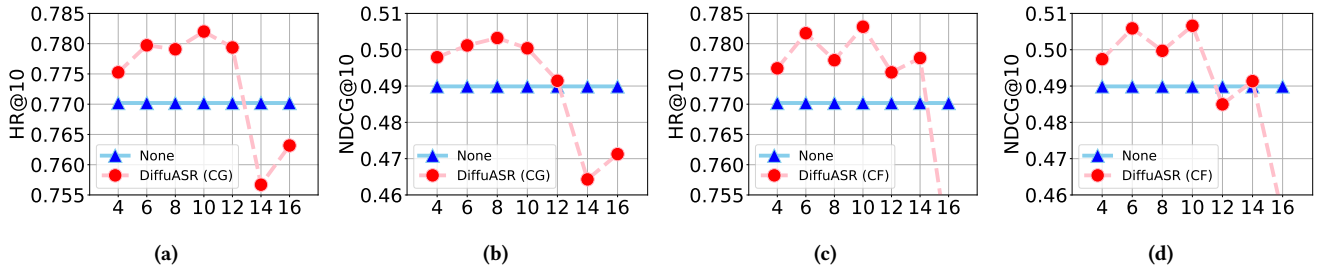 HR@10
0.785
0.780
0.775
0.770
0.765
0.760
0.755
None
DiffuASR (CG)
4 6 8 10 12 14 16
(a)
NDCG@10
0.51
0.50
0.49
0.48
0.47
0.46
None
DiffuASR (CG)
4 6 8 10 12 14 16
(b)
HR@10
0.785
0.780
0.775
0.770
0.765
0.760
0.755
None
DiffuASR (CF)
4 6 8 10 12 14 16
(c)
NDCG@10
0.51
0.50
0.49
0.48
0.47
0.46
None
DiffuASR (CF)
4 6 8 10 12 14 16
(d)